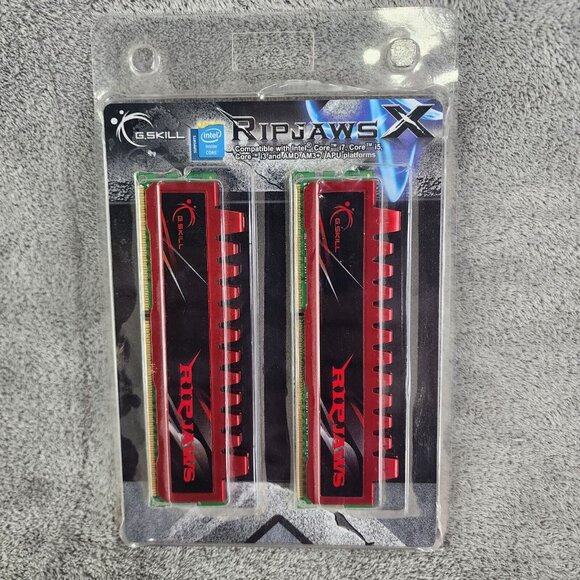 G.SKILL
RIPJAWS X
Compatible with Intel® Core™ i7, Core™ i5,
Core™ i3 and AMD AM3+ / APU platforms
intel
inside
G.SKILL
RIPJAWS
G.SKILL
RIPJAWS